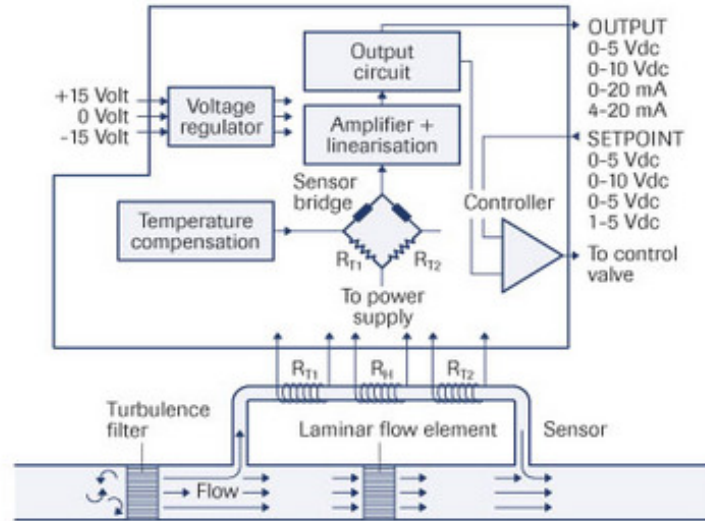 OUTPUT
0-5 Vdc
0-10 Vdc
0-20 mA
4-20 mA
Output
circuit
+15 Volt
0 Volt
-15 Volt
Voltage
regulator
Amplifier +
linearisation
SETPOINT
0-5 Vdc
0-10 Vdc
0-5 Vdc
1-5 Vdc
Sensor
bridge
Controller
Temperature
compensation
RT1
RT2
To control
valve
To power
supply
RT1
RH
RT2
Turbulence
filter
Laminar flow element
Sensor
Flow